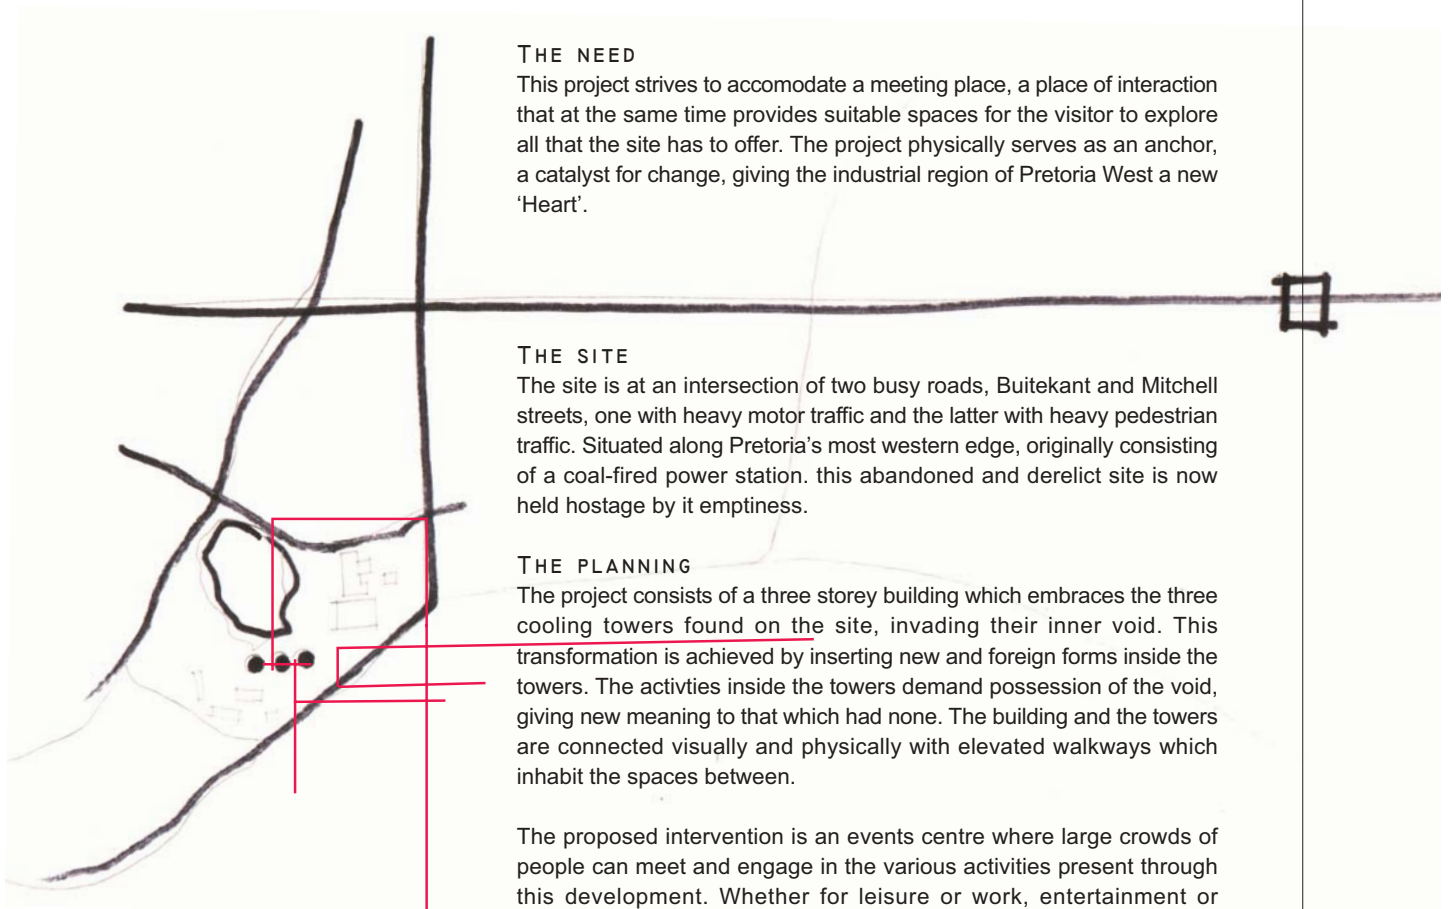 THE NEED
This project strives to accomodate a meeting place, a place of interaction
that at the same time provides suitable spaces for the visitor to explore
all that the site has to offer. The project physically serves as an anchor,
a catalyst for change, giving the industrial region of Pretoria West a new
‘Heart’.
THE SITE
The site is at an intersection of two busy roads, Buitekant and Mitchell
streets, one with heavy motor traffic and the latter with heavy pedestrian
traffic. Situated along Pretoria’s most western edge, originally consisting
of a coal-fired power station. this abandoned and derelict site is now
held hostage by it emptiness.
THE PLANNING
The project consists of a three storey building which embraces the three
cooling towers found on the site, invading their inner void. This
transformation is achieved by inserting new and foreign forms inside the
towers. The activties inside the towers demand possession of the void,
giving new meaning to that which had none. The building and the towers
are connected visually and physically with elevated walkways which
inhabit the spaces between.
The proposed intervention is an events centre where large crowds of
people can meet and engage in the various activities present through
this development. Whether for leisure or work, entertainment or